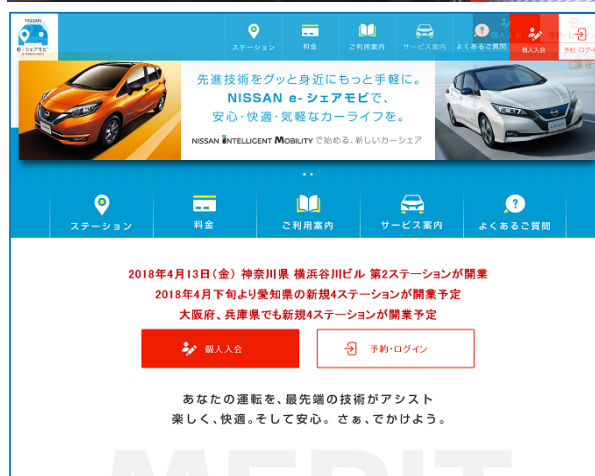 NISSAN
e-シェアモビ
ステーション
料金
ご利用案内
サービス案内
よくあるご質問
個人入会
予約・ログイン
先進技術をグッと身近にもっと手軽に。
NISSAN e-シェアモビで、
安心・快適・気軽なカーライフを。
NISSAN INTELLIGENT MOBILITY で始める、新しいカーシェア
ステーション
料金
ご利用案内
サービス案内
よくあるご質問
2018年4月13日(金) 神奈川県 横浜谷川ビル 第2ステーションが開業
2018年4月下旬より愛知県の新規4ステーションが開業予定
大阪府、兵庫県でも新規4ステーションが開業予定
個人入会
予約・ログイン
あなたの運転を、最先端の技術がアシスト
楽しく、快適。そして安心。さぁ、でかけよう。
MERIT